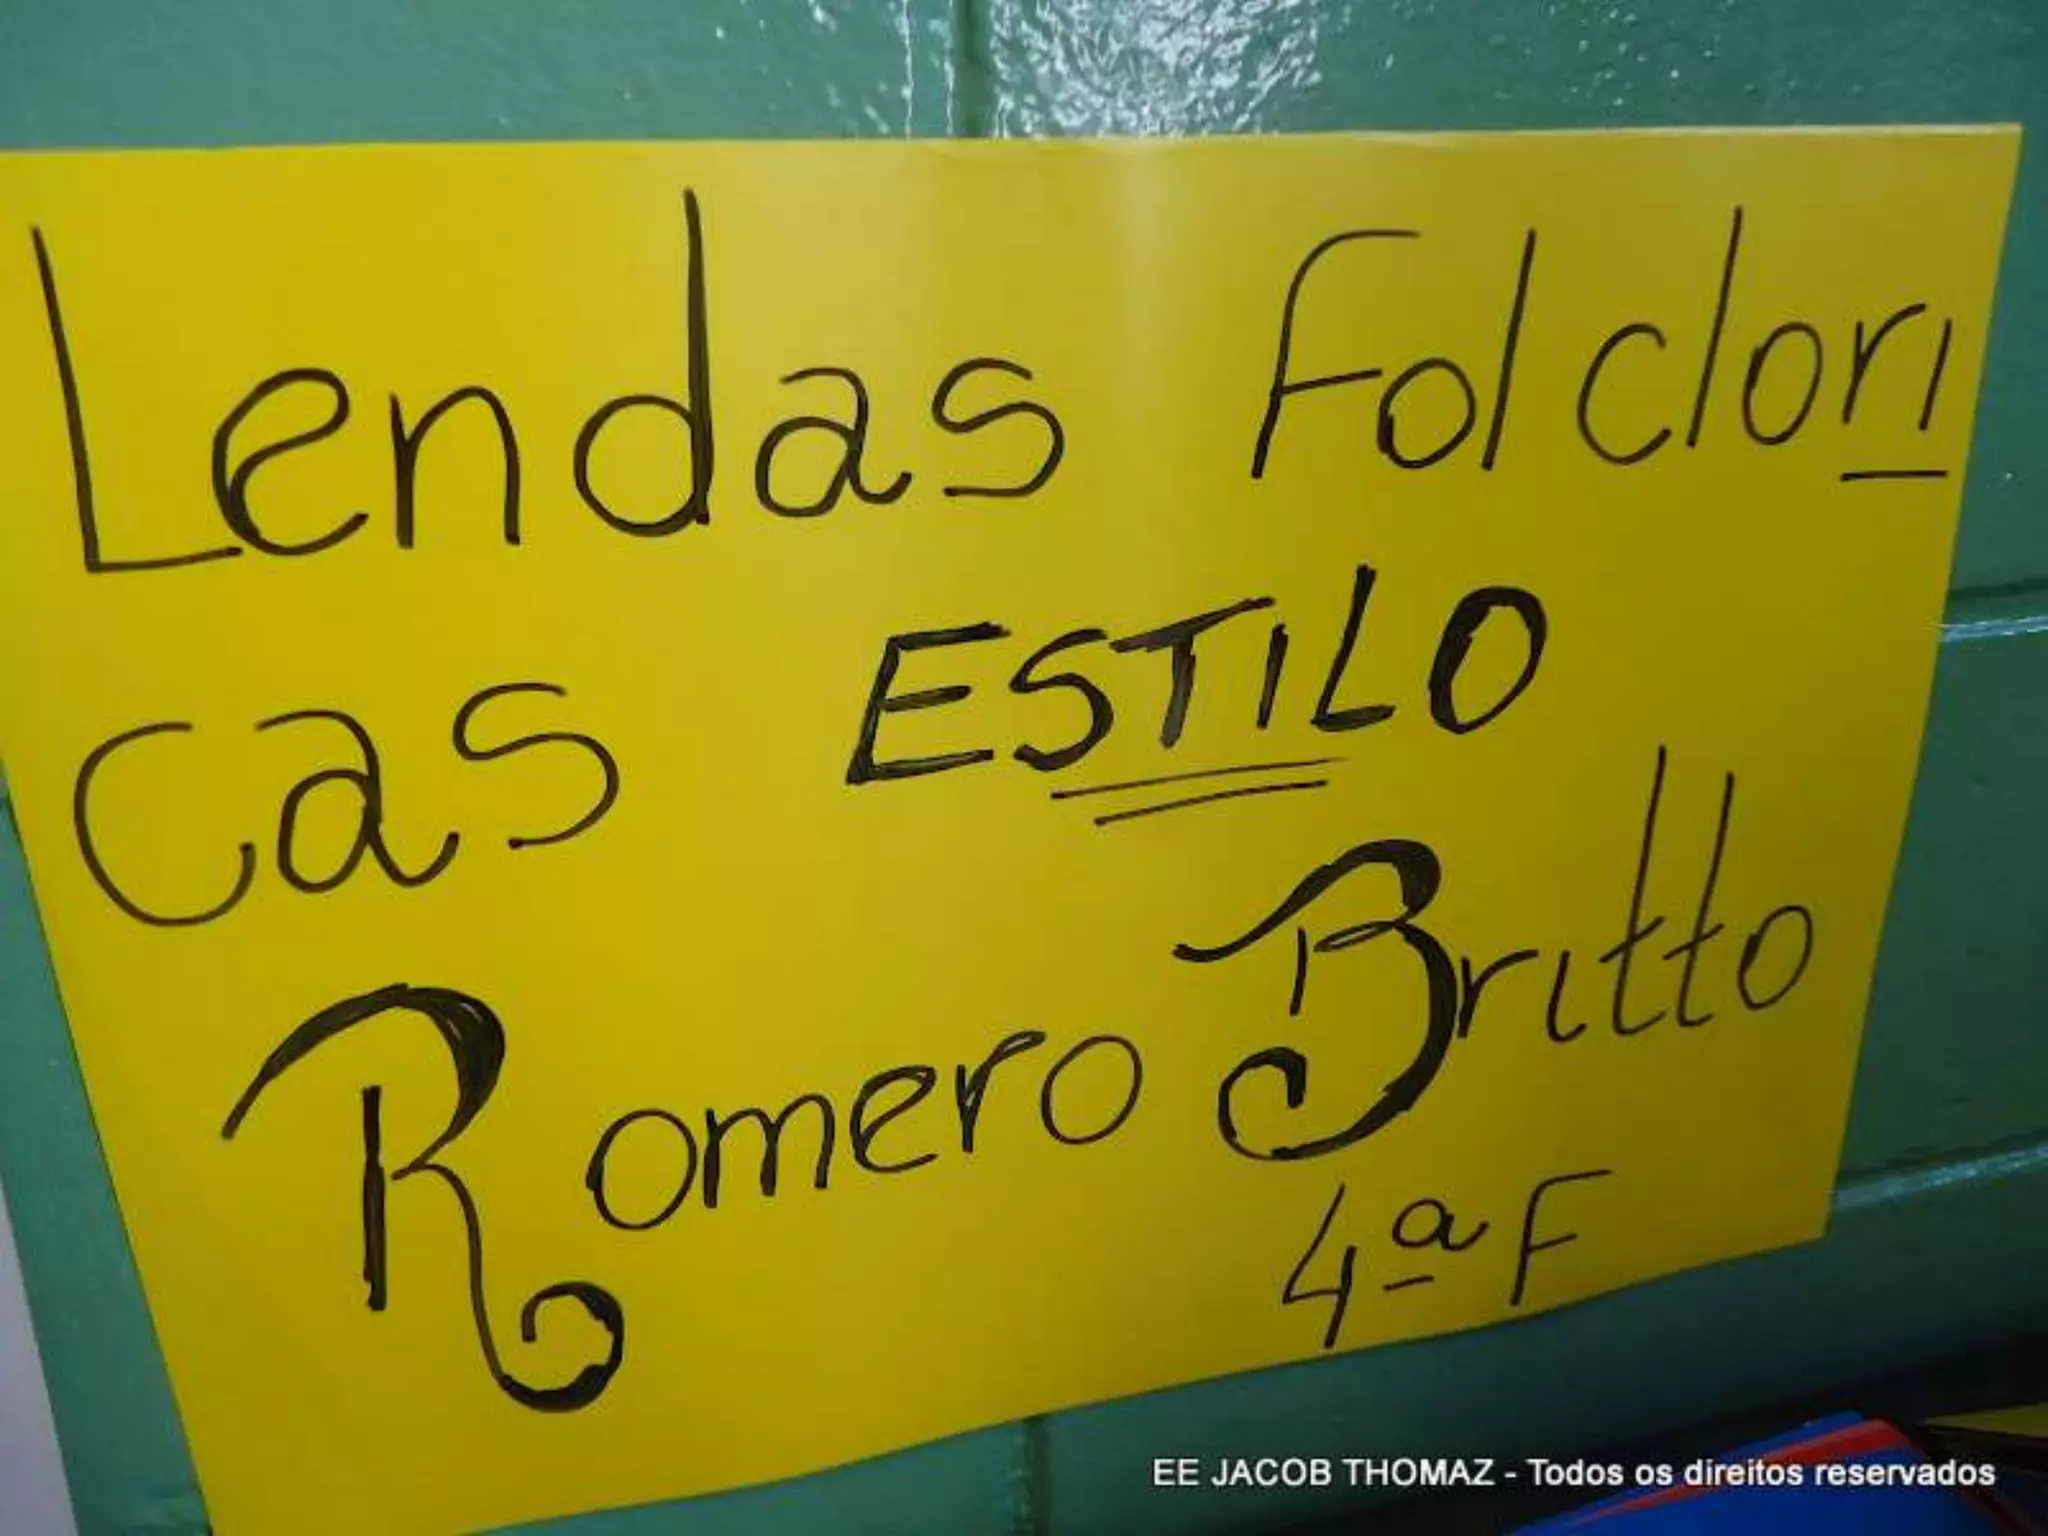 Lendas Folclori
cas ESTILO
Romero Britto
4ª F
EE JACOB THOMAZ - Todos os direitos reservados